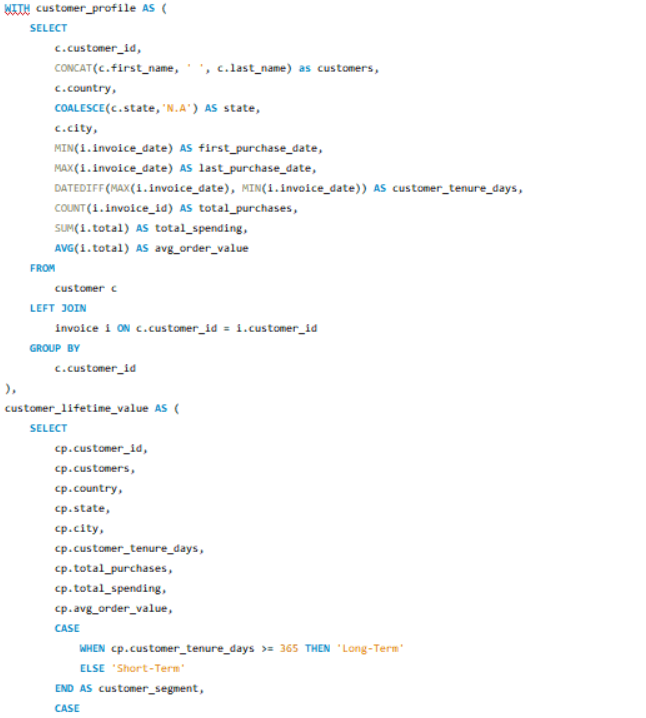 WITH customer_profile AS (
SELECT
c.customer_id,
CONCAT(c.first_name, ' ', c.last_name) as customers,
c.country,
COALESCE(c.state,'N.A') AS state,
c.city,
MIN(i.invoice_date) AS first_purchase_date,
MAX(i.invoice_date) AS last_purchase_date,
DATEDIFF(MAX(i.invoice_date), MIN(i.invoice_date)) AS customer_tenure_days,
COUNT(i.invoice_id) AS total_purchases,
SUM(i.total) AS total_spending,
AVG(i.total) AS avg_order_value
FROM
customer c
LEFT JOIN
invoice i ON c.customer_id = i.customer_id
GROUP BY
c.customer_id
),
customer_lifetime_value AS (
SELECT
cp.customer_id,
cp.customers,
cp.country,
cp.state,
cp.city,
cp.customer_tenure_days,
cp.total_purchases,
cp.total_spending,
cp.avg_order_value,
CASE
WHEN cp.customer_tenure_days >= 365 THEN 'Long-Term'
ELSE 'Short-Term'
END AS customer_segment,
CASE